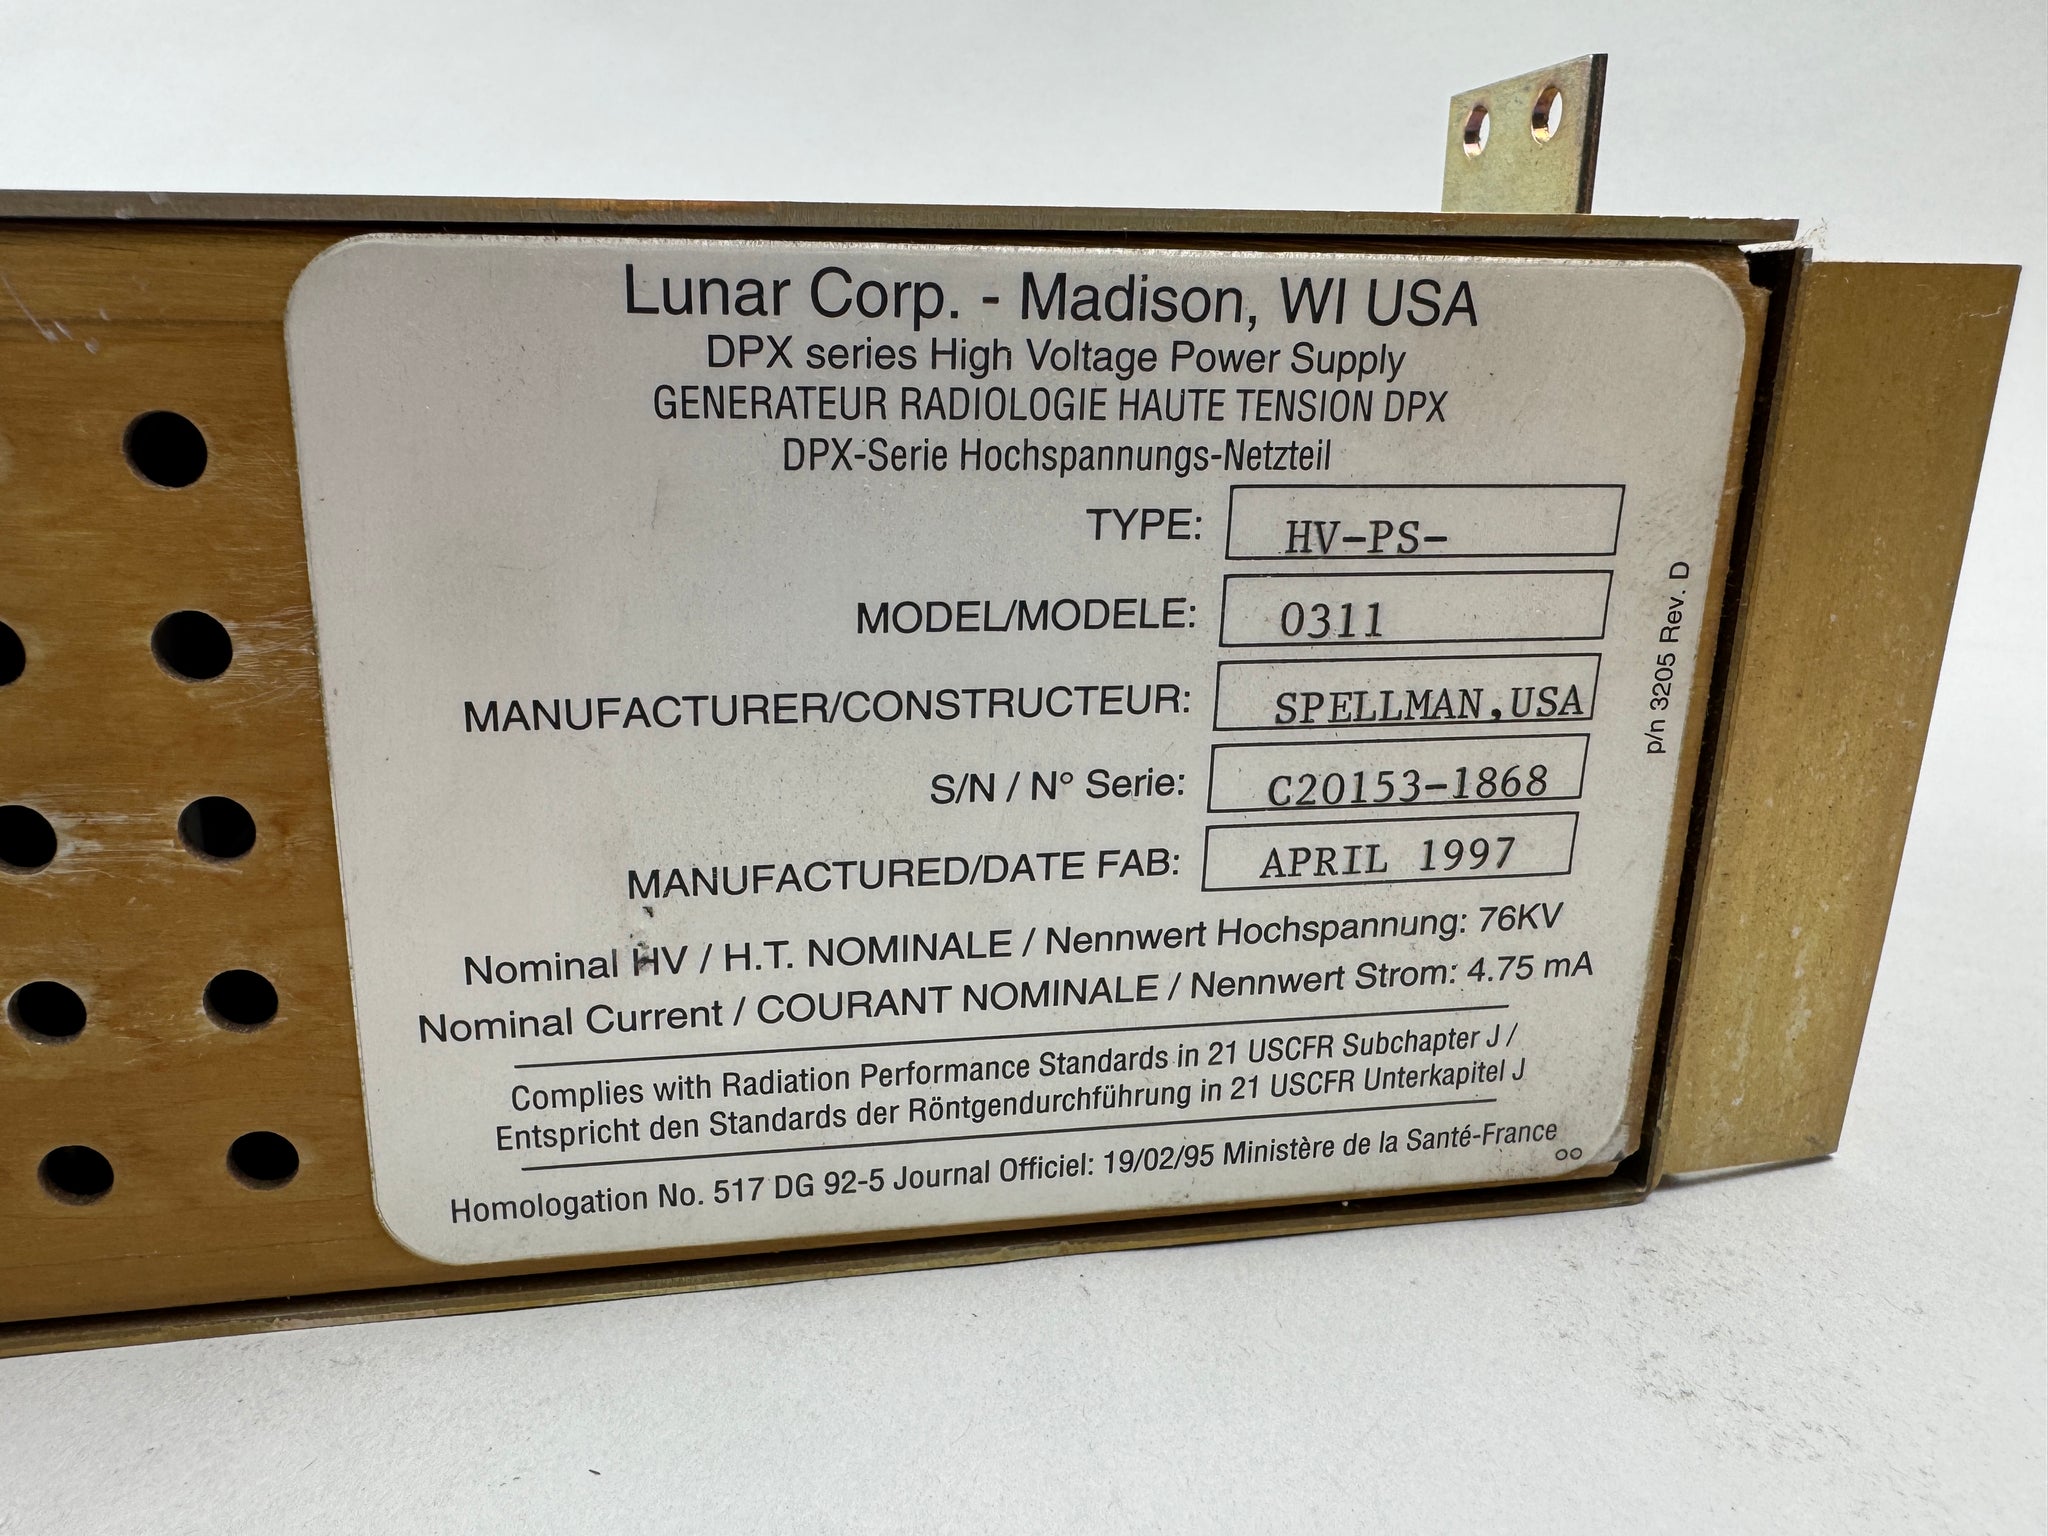 Lunar Corp. - Madison, WI USA
DPX series High Voltage Power Supply
GENERATEUR RADIOLOGIE HAUTE TENSION DPX
DPX-Serie Hochspannungs-Netzteil
TYPE: HV-PS-
MODEL/MODELE: 0311
MANUFACTURER/CONSTRUCTEUR: SPELLMAN,USA
S/N / N° Serie: C20153-1868
MANUFACTURED/DATE FAB: APRIL 1997
p/n 3205 Rev. D
Nominal HV / H.T. NOMINALE / Nennwert Hochspannung: 76KV
Nominal Current / COURANT NOMINALE / Nennwert Strom: 4.75 mA
Complies with Radiation Performance Standards in 21 USCFR Subchapter J /
Entspricht den Standards der Röntgendurchführung in 21 USCFR Unterkapitel J
Homologation No. 517 DG 92-5 Journal Officiel: 19/02/95 Ministère de la Santé-France